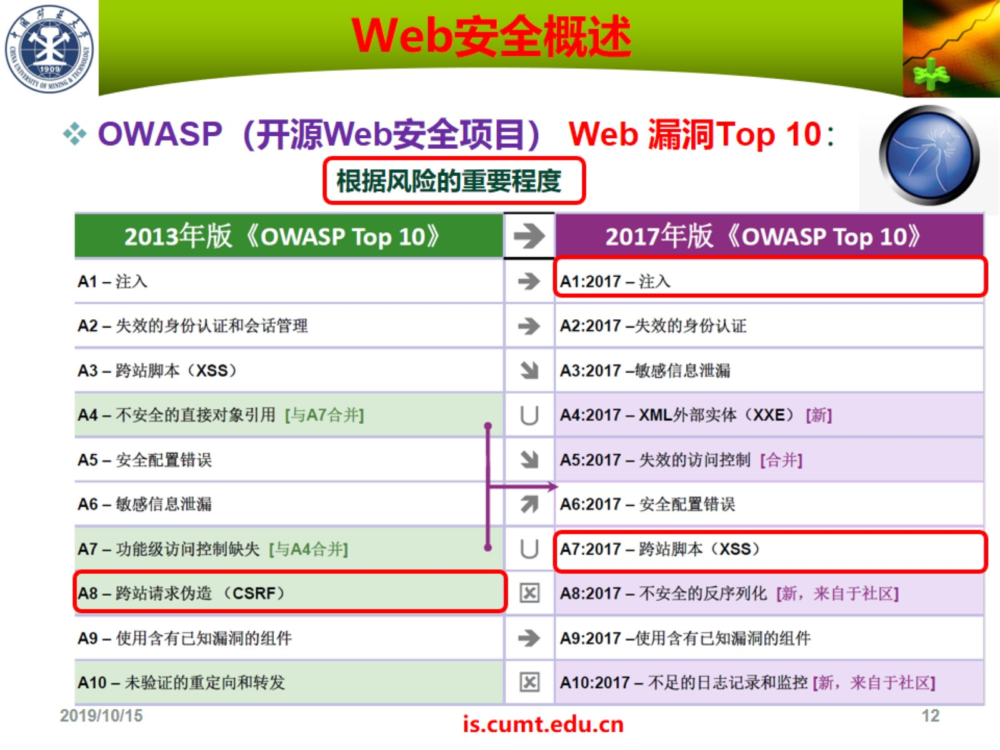 中国矿业大学
CHINA UNIVERSITY OF MINING & TECHNOLOGY
1909
Web安全概述
OWASP（开源Web安全项目） Web 漏洞Top 10：
根据风险的重要程度
2013年版《OWASP Top 10》 2017年版《OWASP Top 10》
A1 – 注入 A1:2017 – 注入
A2 – 失效的身份认证和会话管理 A2:2017 –失效的身份认证
A3 – 跨站脚本（XSS） A3:2017 –敏感信息泄漏
A4 – 不安全的直接对象引用 [与A7合并] A4:2017 – XML外部实体（XXE） [新]
A5 – 安全配置错误 A5:2017 – 失效的访问控制 [合并]
A6 – 敏感信息泄漏 A6:2017 – 安全配置错误
A7 – 功能级访问控制缺失 [与A4合并] A7:2017 – 跨站脚本（XSS）
A8 – 跨站请求伪造 （CSRF） A8:2017 – 不安全的反序列化 [新，来自于社区]
A9 – 使用含有已知漏洞的组件 A9:2017 –使用含有已知漏洞的组件
A10 – 未验证的重定向和转发 A10:2017 – 不足的日志记录和监控 [新，来自于社区]
2019/10/15
is.cumt.edu.cn
12